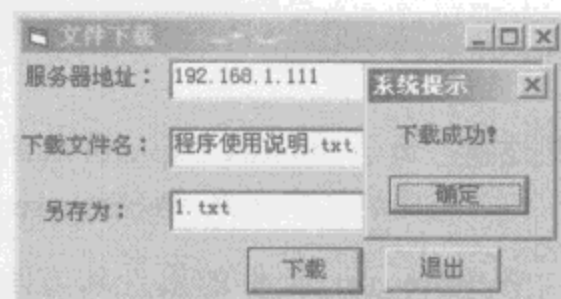 文件下载
服务器地址： 192.168.1.111
系统提示
下载成功！
下载文件名： 程序使用说明.txt
确定
另存为： 1.txt
下载 退出